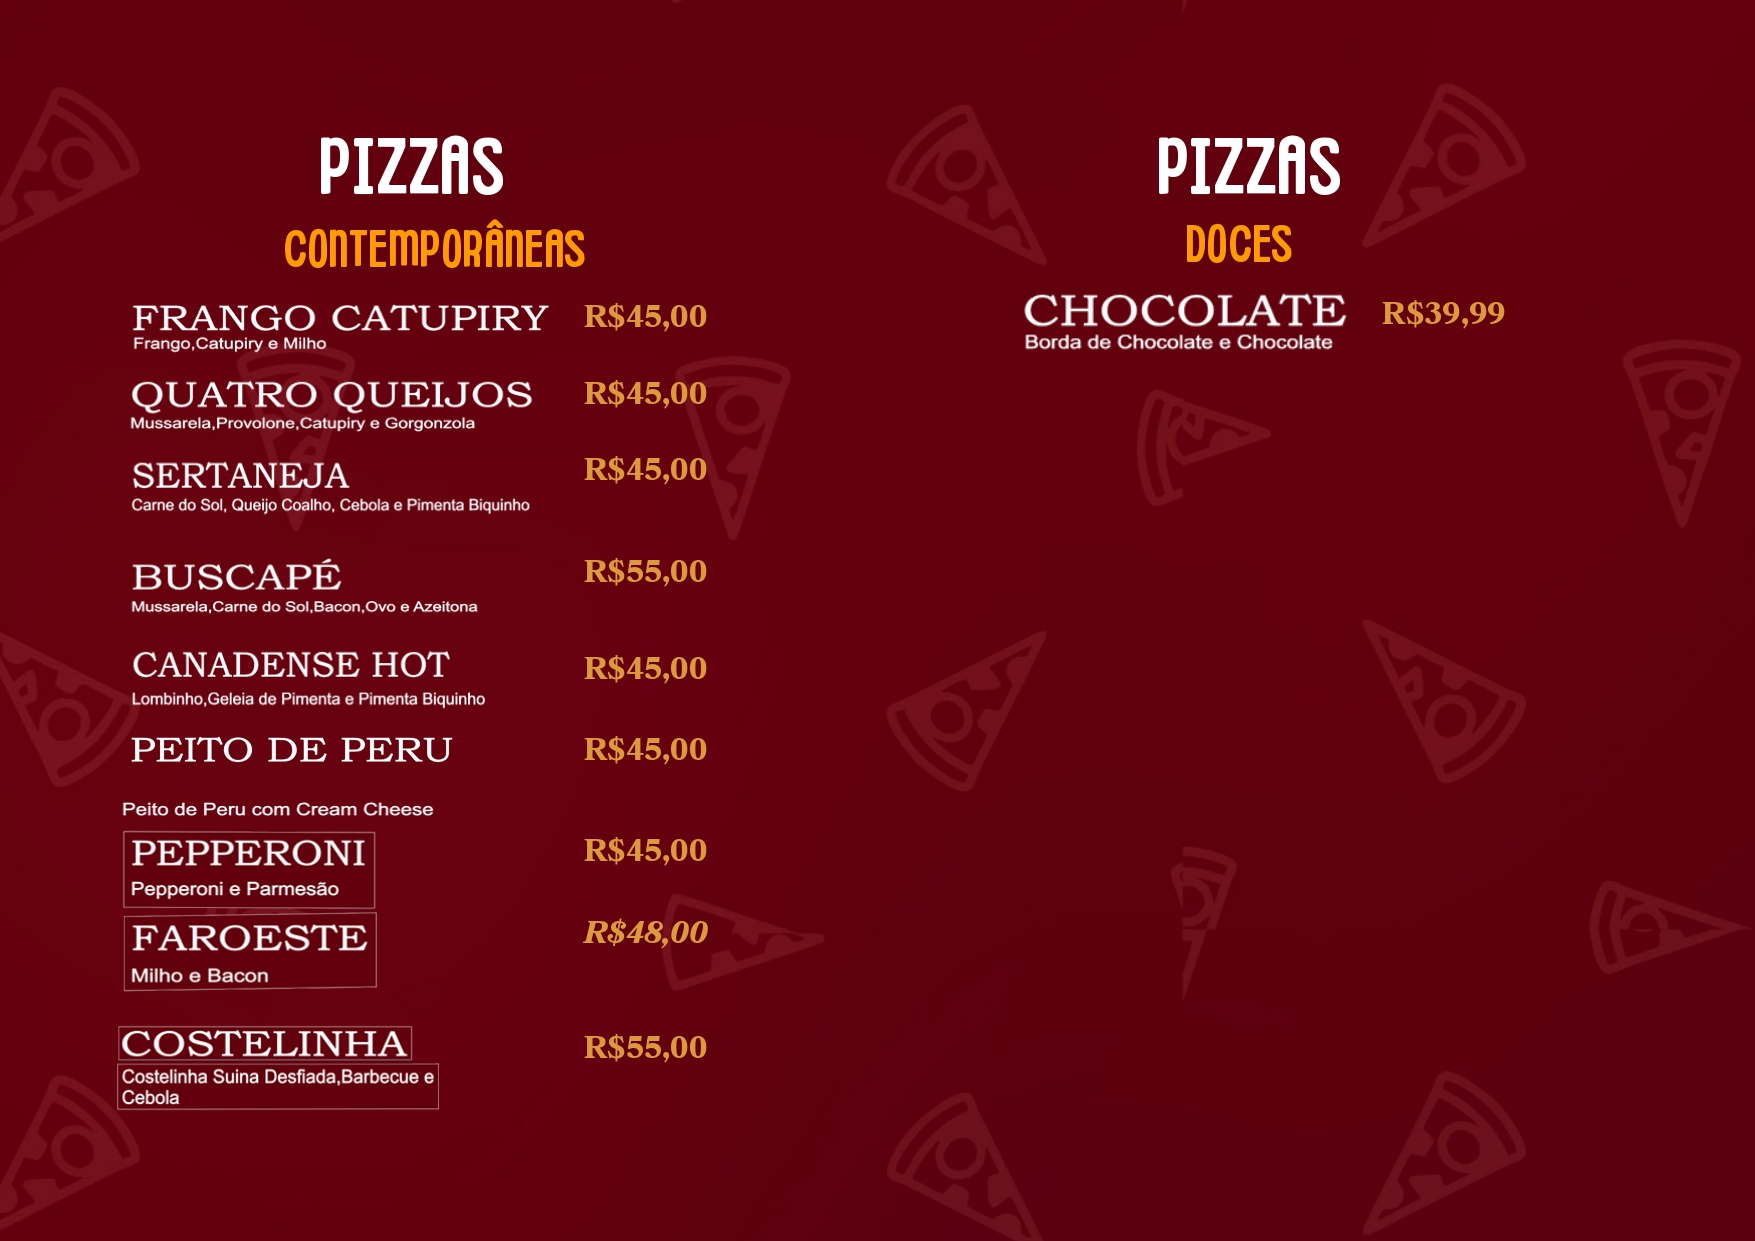 PIZZAS
CONTEMPORÂNEAS
FRANGO CATUPIRY R$45,00
Frango,Catupiry e Milho
QUATRO QUEIJOS R$45,00
Mussarela,Provolone,Catupiry e Gorgonzola
SERTANEJA R$45,00
Carne do Sol, Queijo Coalho, Cebola e Pimenta Biquinho
BUSCAPÉ R$55,00
Mussarela,Carne do Sol,Bacon,Ovo e Azeitona
CANADENSE HOT R$45,00
Lombinho,Geleia de Pimenta e Pimenta Biquinho
PEITO DE PERU R$45,00
Peito de Peru com Cream Cheese
PEPPERONI R$45,00
Pepperoni e Parmesão
FAROESTE R$48,00
Milho e Bacon
COSTELINHA R$55,00
Costelinha Suina Desfiada,Barbecue e
Cebola
PIZZAS
DOCES
CHOCOLATE R$39,99
Borda de Chocolate e Chocolate